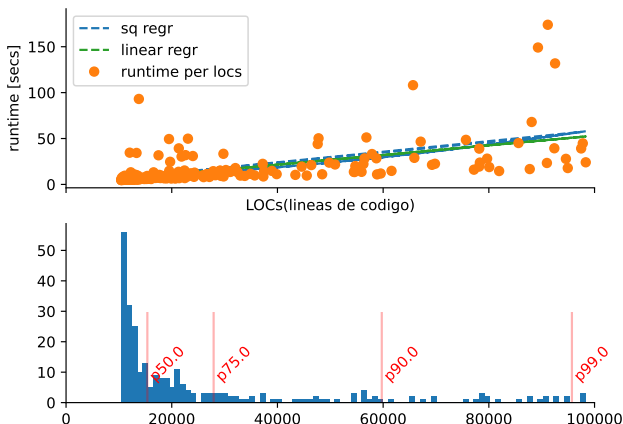 sq regr
linear regr
runtime per locs
runtime [secs]
150
100
50
0
LOCs(lineas de codigo)
50
40
30
20
10
0
p50.0
p75.0
p90.0
p99.0
0 20000 40000 60000 80000 100000